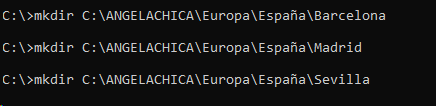 C:\>mkdir C:\ANGELACHICA\Europa\España\Barcelona
C:\>mkdir C:\ANGELACHICA\Europa\España\Madrid
C:\>mkdir C:\ANGELACHICA\Europa\España\Sevilla